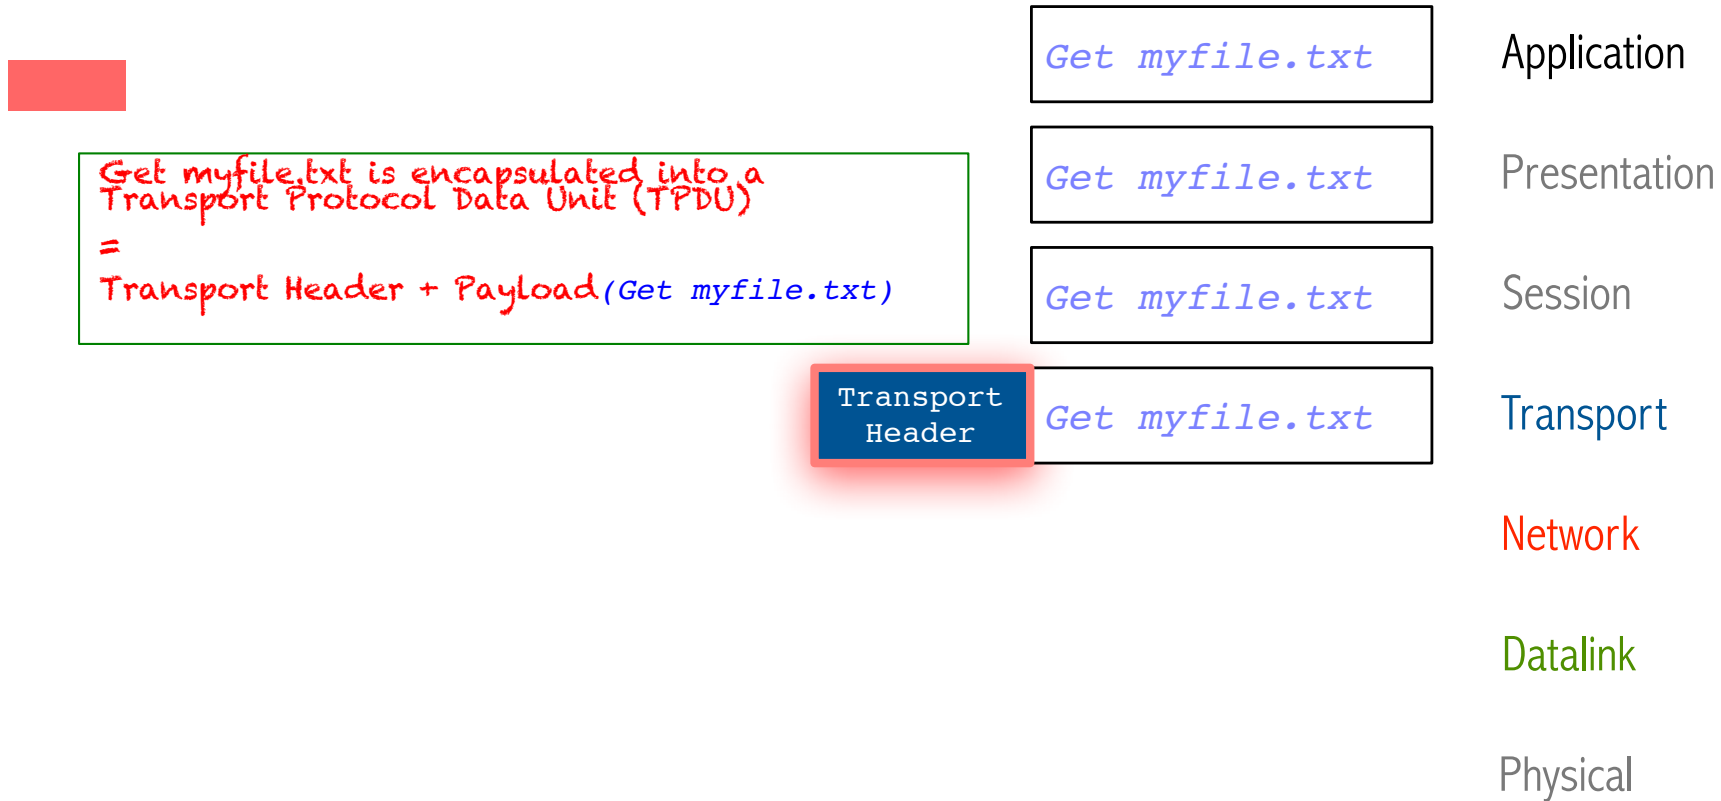 Get myfile.txt
Application
Get myfile.txt is encapsulated into a
Transport Protocol Data Unit (TPDU)
=
Transport Header + Payload(Get myfile.txt)
Get myfile.txt
Presentation
Get myfile.txt
Session
Transport
Header
Get myfile.txt
Transport
Network
Datalink
Physical